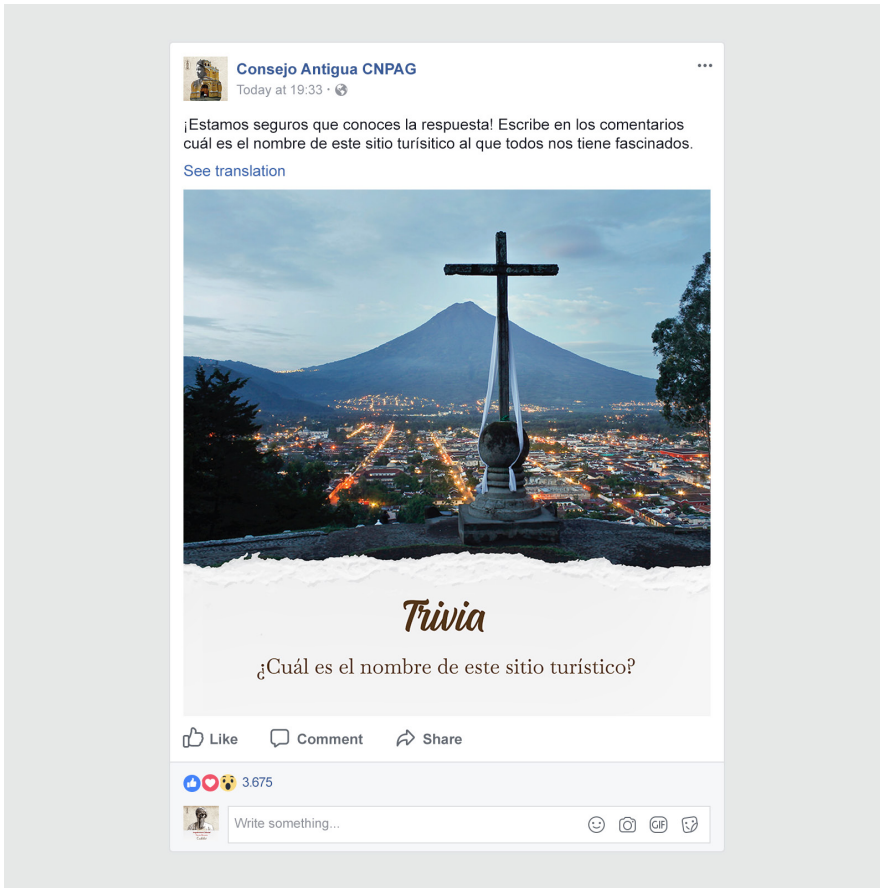 Consejo Antigua CNPAG
Today at 19:33 ·
¡Estamos seguros que conoces la respuesta! Escribe en los comentarios
cuál es el nombre de este sitio turísitico al que todos nos tiene fascinados.
See translation
Trivia
¿Cuál es el nombre de este sitio turístico?
Like
Comment
Share
3.675
Write something...
GIF